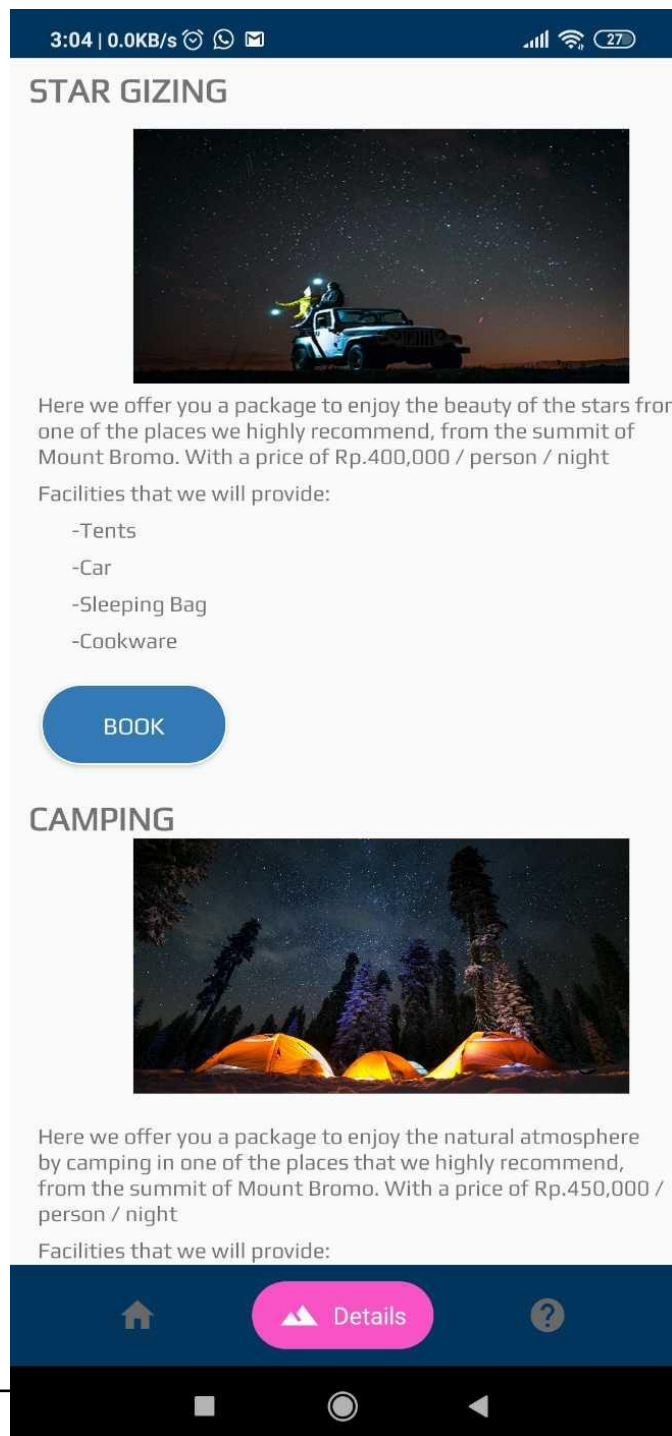 3:04 | 0.0KB/s
27
STAR GIZING
Here we offer you a package to enjoy the beauty of the stars fror
one of the places we highly recommend, from the summit of
Mount Bromo. With a price of Rp.400,000 / person / night
Facilities that we will provide:
-Tents
-Car
-Sleeping Bag
-Cookware
BOOK
CAMPING
Here we offer you a package to enjoy the natural atmosphere
by camping in one of the places that we highly recommend,
from the summit of Mount Bromo. With a price of Rp.450,000 /
person / night
Facilities that we will provide:
Details